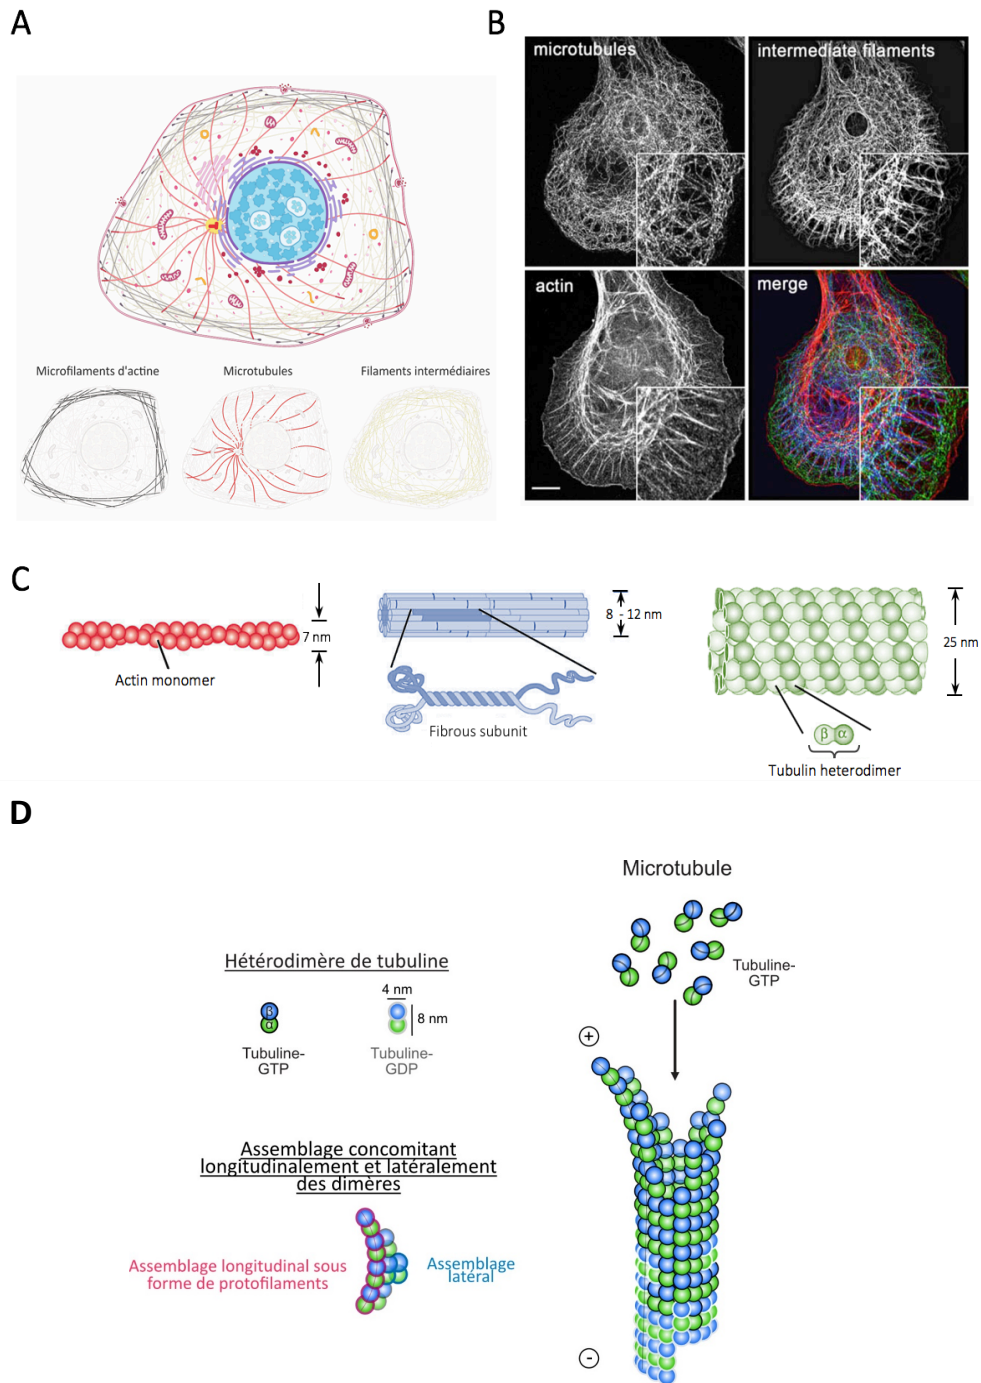 A
B
Microfilaments d'actine
Microtubules
Filaments intermédiaires
microtubules
intermediate filaments
actin
merge
C
7 nm
Actin monomer
8 - 12 nm
Fibrous subunit
25 nm
β α
Tubulin heterodimer
D
Microtubule
Hétérodimère de tubuline
4 nm
8 nm
β
α
Tubuline-
GTP
Tubuline-
GDP
Tubuline-
GTP
+
Assemblage concomitant
longitudinalement et latéralement
des dimères
Assemblage longitudinal sous
forme de protofilaments
Assemblage
latéral
-